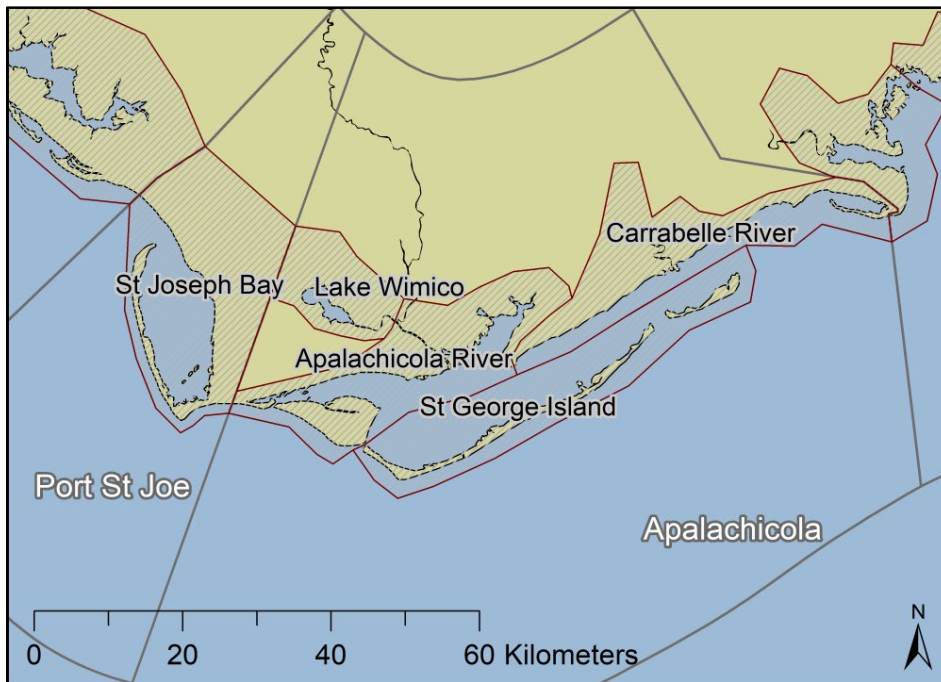 Carrabelle River
St Joseph Bay
Lake Wimico
Apalachicola River
St George Island
Port St Joe
Apalachicola
N
0 20 40 60 Kilometers